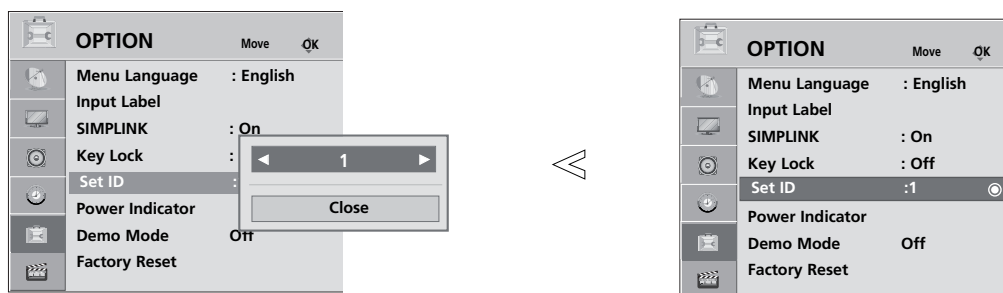 OPTION Move OK
Menu Language : English
Input Label
SIMPLINK : On
Key Lock :
Set ID :
Power Indicator
Demo Mode Off
Factory Reset
◄ 1 ►
Close
OPTION Move OK
Menu Language : English
Input Label
SIMPLINK : On
Key Lock : Off
Set ID :1
Power Indicator
Demo Mode Off
Factory Reset